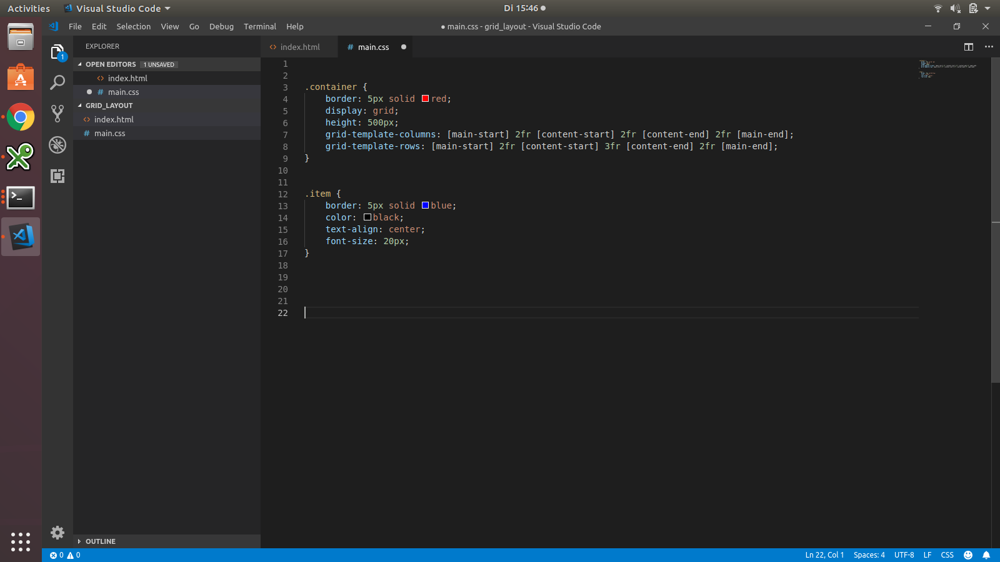 Activities
Visual Studio Code
Di 15:46
File Edit Selection View Go Debug Terminal Help
● main.css - grid_layout - Visual Studio Code
1
EXPLORER
OPEN EDITORS 1 UNSAVED
<> index.html
# main.css
GRID_LAYOUT
<> index.html
# main.css
OUTLINE
<> index.html
# main.css
1
2
3 .container {
4     border: 5px solid red;
5     display: grid;
6     height: 500px;
7     grid-template-columns: [main-start] 2fr [content-start] 2fr [content-end] 2fr [main-end];
8     grid-template-rows: [main-start] 2fr [content-start] 3fr [content-end] 2fr [main-end];
9 }
10
11
12 .item {
13     border: 5px solid blue;
14     color: black;
15     text-align: center;
16     font-size: 20px;
17 }
18
19
20
21
22
0 0
Ln 22, Col 1 Spaces: 4 UTF-8 LF CSS